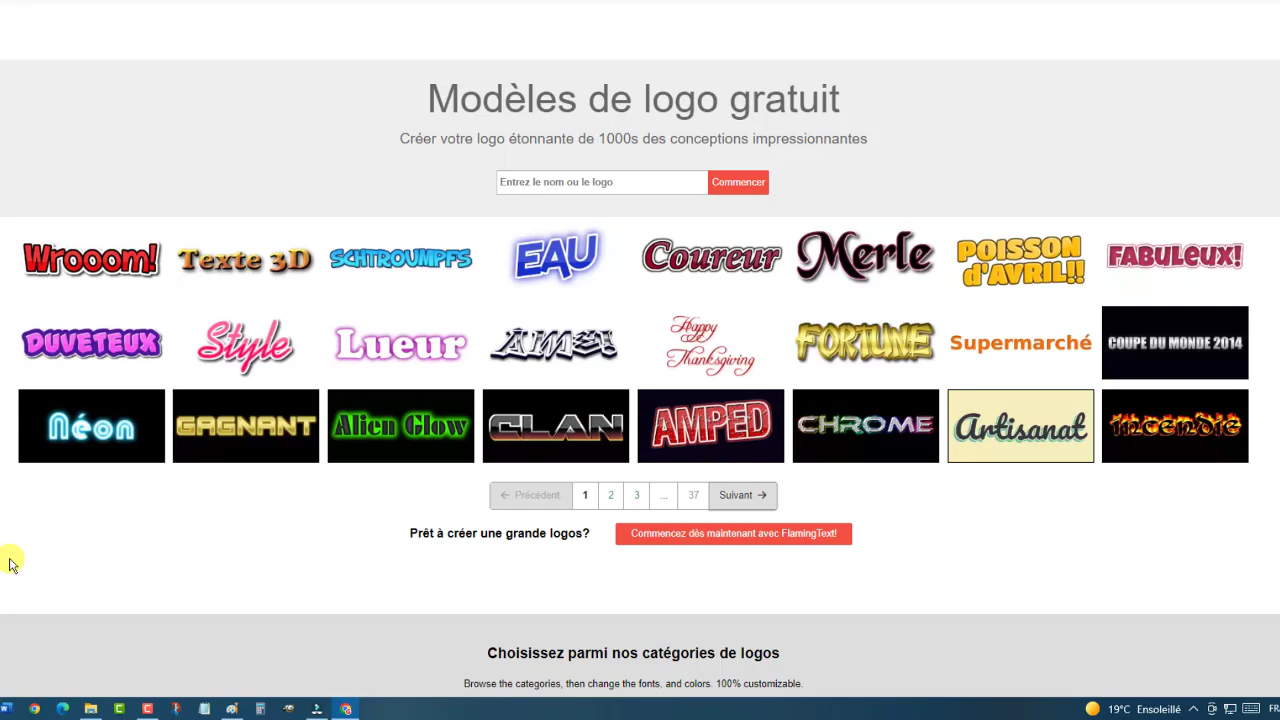 Modèles de logo gratuit
Créer votre logo étonnante de 1000s des conceptions impressionnantes
Entrez le nom ou le logo Commencer
Wrooom! Texte 3D SCHTROUMPFS EAU Coureur Merle POISSON d'AVRIL!! FABULEUX!
DUVETEUX Style Lueur AMÉ! Happy Thanksgiving FORTUNE Supermarché COUPE DU MONDE 2014
Néon GAGNANT Alien Glow CLAN AMPED CHROME Artisanat Incendie
← Précédent 1 2 3 ... 37 Suivant →
Prêt à créer une grande logos? Commencez dès maintenant avec FlamingText!
Choisissez parmi nos catégories de logos
Browse the categories, then change the fonts, and colors. 100% customizable.
19°C Ensoleillé FR